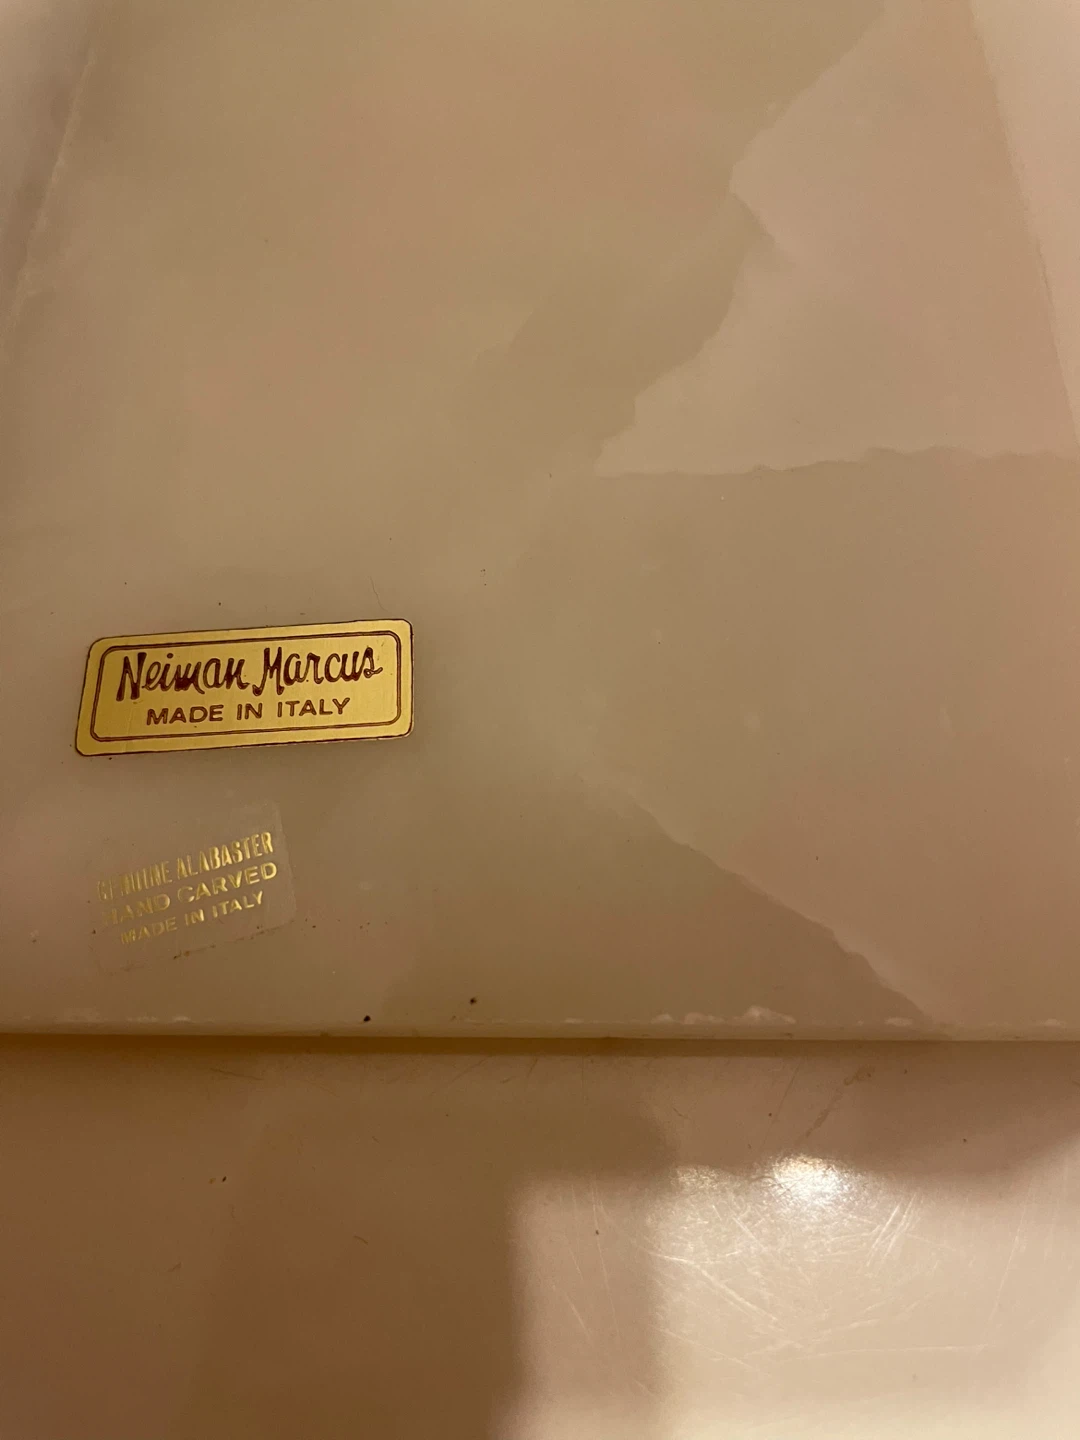 Neiman Marcus
MADE IN ITALY
GENUINE ALABASTER
HAND CARVED
MADE IN ITALY